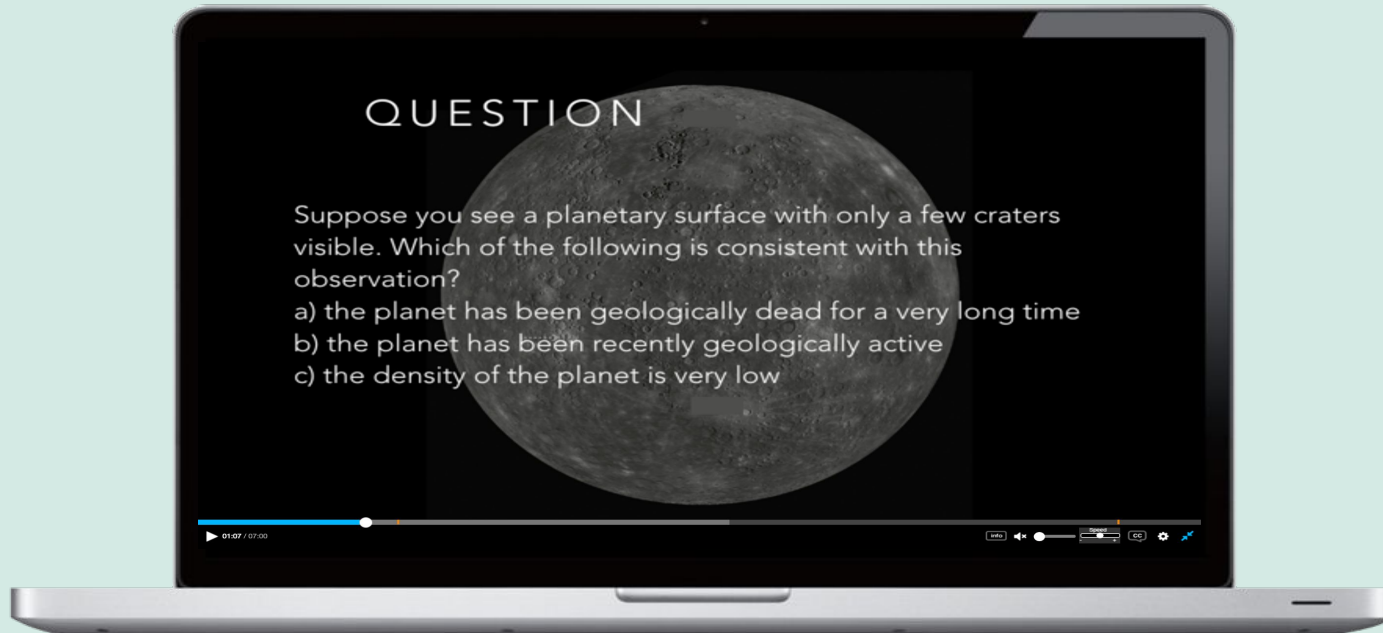 QUESTION
Suppose you see a planetary surface with only a few craters
visible. Which of the following is consistent with this
observation?
a) the planet has been geologically dead for a very long time
b) the planet has been recently geologically active
c) the density of the planet is very low
01:07 / 07:00 info Speed CC
- +